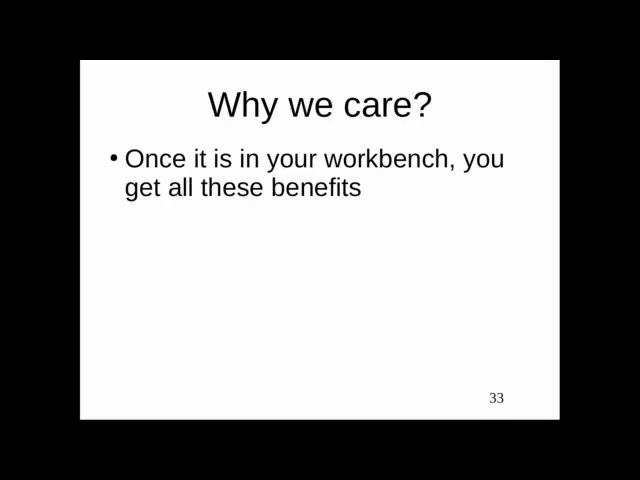 Why we care?
• Once it is in your workbench, you
get all these benefits
33